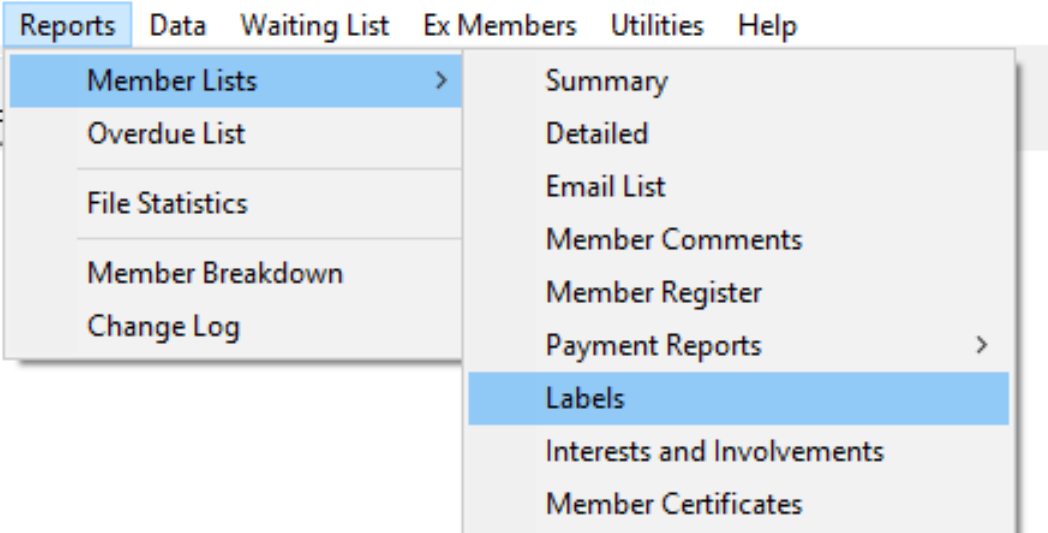 Reports Data Waiting List Ex Members Utilities Help
Member Lists
Overdue List
File Statistics
Member Breakdown
Change Log
Summary
Detailed
Email List
Member Comments
Member Register
Payment Reports
Labels
Interests and Involvements
Member Certificates